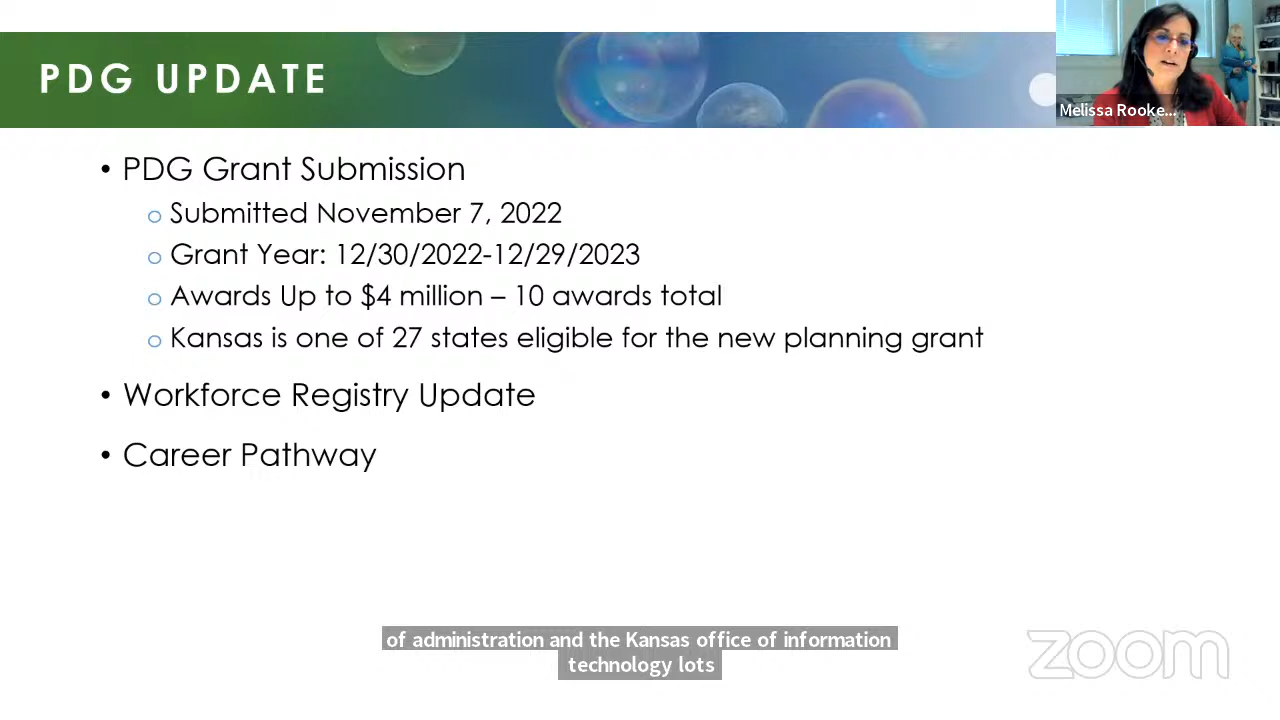 PDG UPDATE
Melissa Rooke...
• PDG Grant Submission
o Submitted November 7, 2022
o Grant Year: 12/30/2022-12/29/2023
o Awards Up to $4 million – 10 awards total
o Kansas is one of 27 states eligible for the new planning grant
• Workforce Registry Update
• Career Pathway
of administration and the Kansas office of information
technology lots
zoom